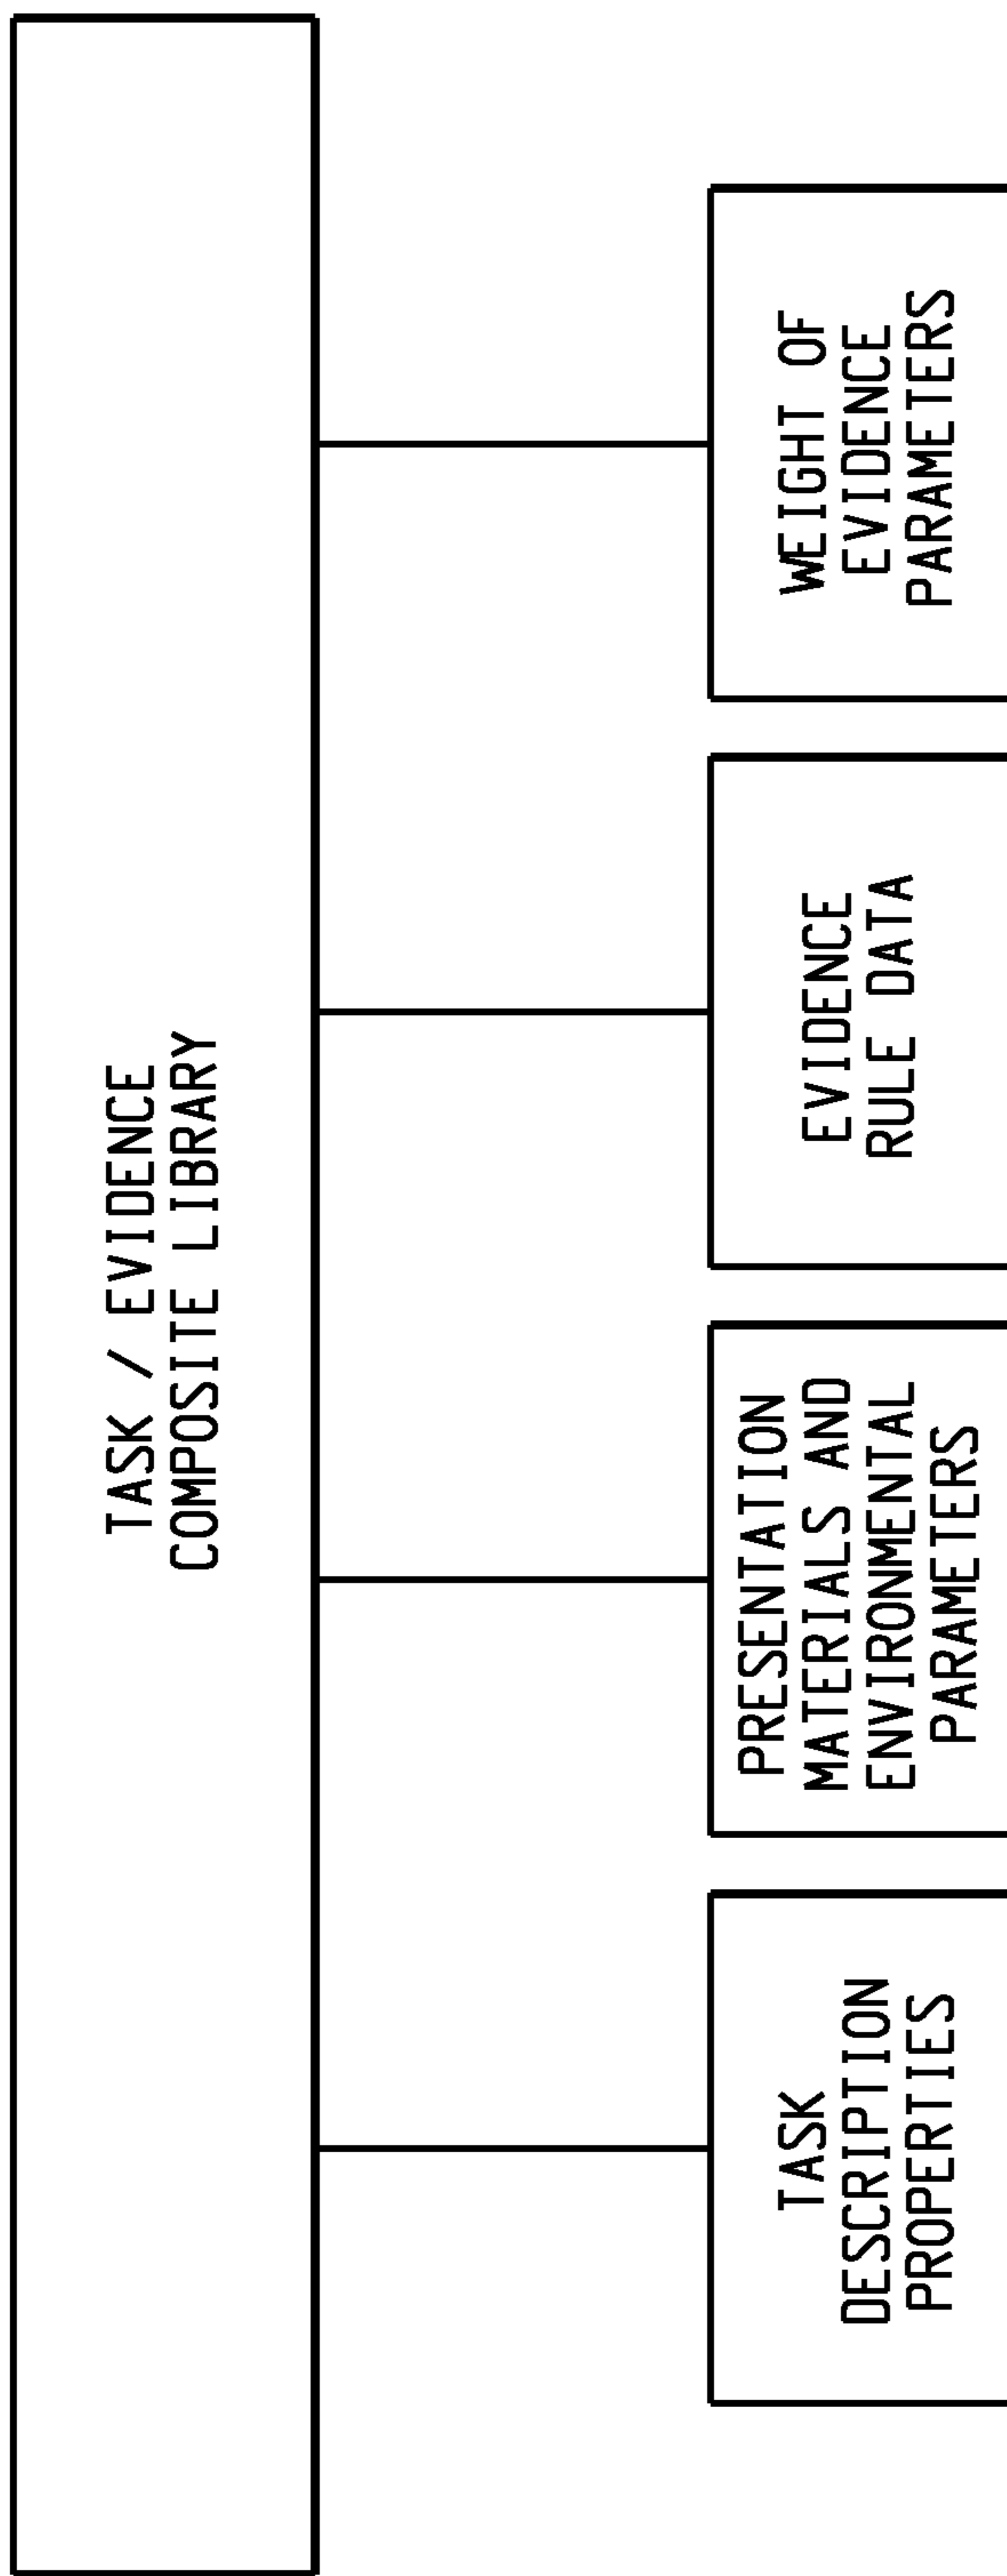 TASK / EVIDENCE
COMPOSITE LIBRARY
TASK
DESCRIPTION
PROPERTIES
PRESENTATION
MATERIALS AND
ENVIRONMENTAL
PARAMETERS
EVIDENCE
RULE DATA
WEIGHT OF
EVIDENCE
PARAMETERS